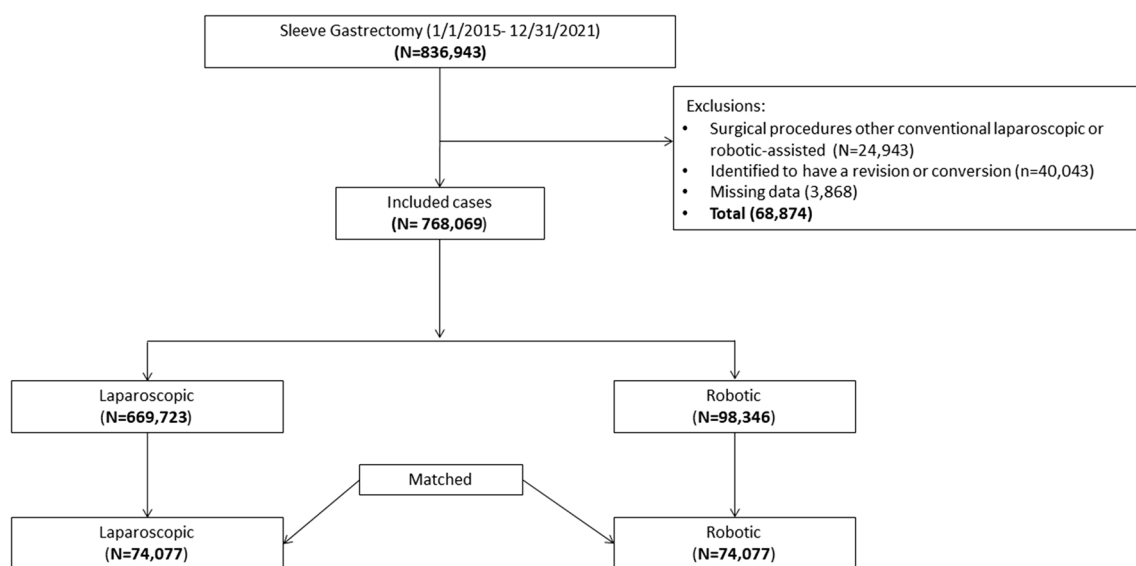 Sleeve Gastrectomy (1/1/2015- 12/31/2021)
(N=836,943)
Exclusions:
• Surgical procedures other conventional laparoscopic or
robotic-assisted (N=24,943)
• Identified to have a revision or conversion (n=40,043)
• Missing data (3,868)
• Total (68,874)
Included cases
(N= 768,069)
Laparoscopic
(N=669,723)
Robotic
(N=98,346)
Matched
Laparoscopic
(N=74,077)
Robotic
(N=74,077)